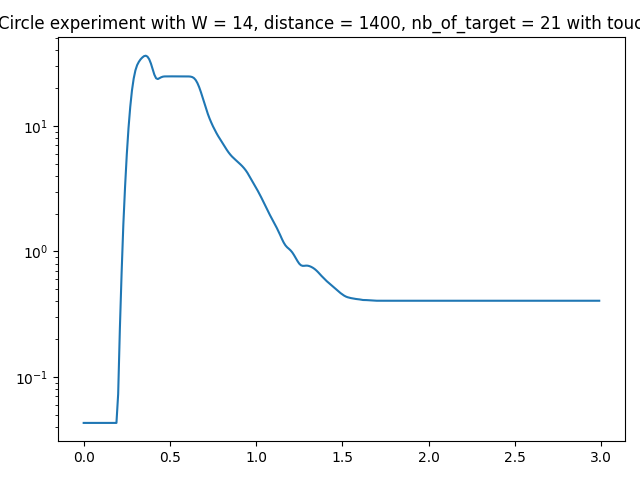 Circle experiment with W = 14, distance = 1400, nb_of_target = 21 with touc
10¹
10⁰
10⁻¹
0.0 0.5 1.0 1.5 2.0 2.5 3.0